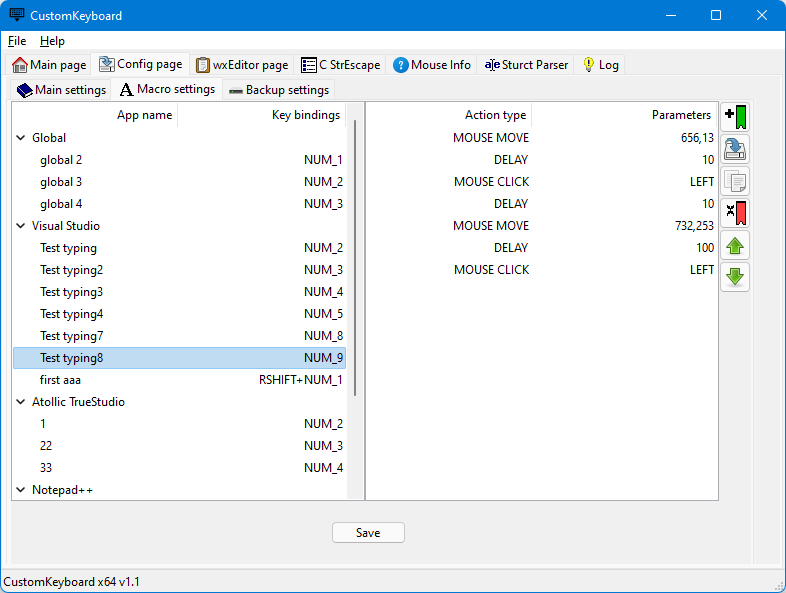 CustomKeyboard
File Help
Main page Config page wxEditor page C StrEscape Mouse Info Sturct Parser Log
Main settings Macro settings Backup settings
App name Key bindings Action type Parameters
Global MOUSE MOVE 656,13
global 2 NUM_1 DELAY 10
global 3 NUM_2 MOUSE CLICK LEFT
global 4 NUM_3 DELAY 10
Visual Studio MOUSE MOVE 732,253
Test typing NUM_2 DELAY 100
Test typing2 NUM_3 MOUSE CLICK LEFT
Test typing3 NUM_4
Test typing4 NUM_5
Test typing7 NUM_8
Test typing8 NUM_9
first aaa RSHIFT+NUM_1
Atollic TrueStudio
1 NUM_2
22 NUM_3
33 NUM_4
Notepad++
Save
CustomKeyboard x64 v1.1